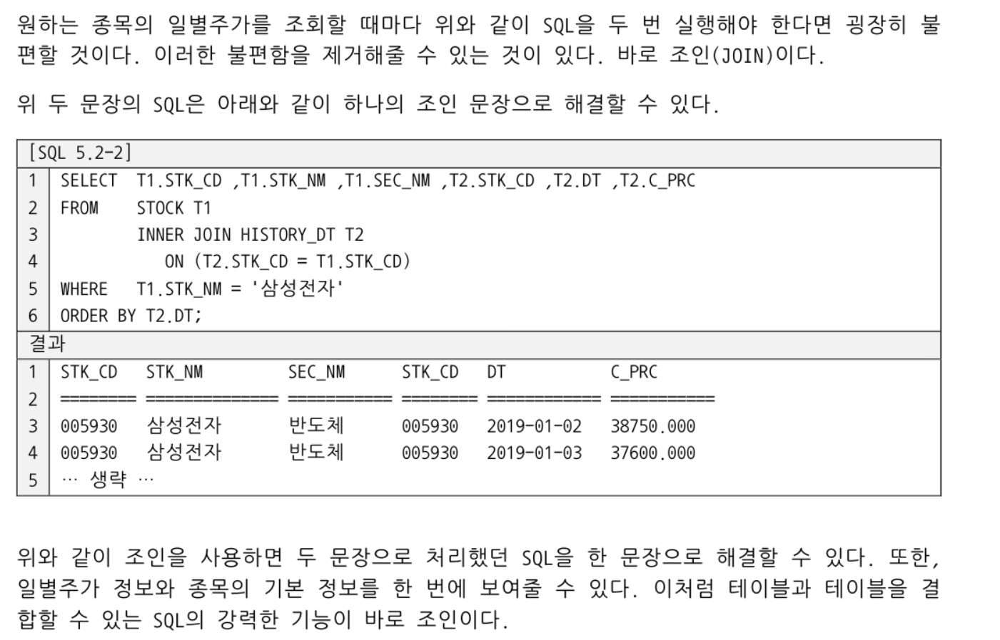 원하는 종목의 일별주가를 조회할 때마다 위와 같이 SQL을 두 번 실행해야 한다면 굉장히 불
편할 것이다. 이러한 불편함을 제거해줄 수 있는 것이 있다. 바로 조인(JOIN)이다.
위 두 문장의 SQL은 아래와 같이 하나의 조인 문장으로 해결할 수 있다.
[SQL 5.2-2]
1 SELECT T1.STK_CD ,T1.STK_NM ,T1.SEC_NM ,T2.STK_CD ,T2.DT ,T2.C_PRC
2 FROM STOCK T1
3 INNER JOIN HISTORY_DT T2
4 ON (T2.STK_CD = T1.STK_CD)
5 WHERE T1.STK_NM = '삼성전자'
6 ORDER BY T2.DT;
결과
1 STK_CD STK_NM SEC_NM STK_CD DT C_PRC
2 ======== ============== =========== ======== ============ ===========
3 005930 삼성전자 반도체 005930 2019-01-02 38750.000
4 005930 삼성전자 반도체 005930 2019-01-03 37600.000
5 … 생략 …
위와 같이 조인을 사용하면 두 문장으로 처리했던 SQL을 한 문장으로 해결할 수 있다. 또한,
일별주가 정보와 종목의 기본 정보를 한 번에 보여줄 수 있다. 이처럼 테이블과 테이블을 결
합할 수 있는 SQL의 강력한 기능이 바로 조인이다.